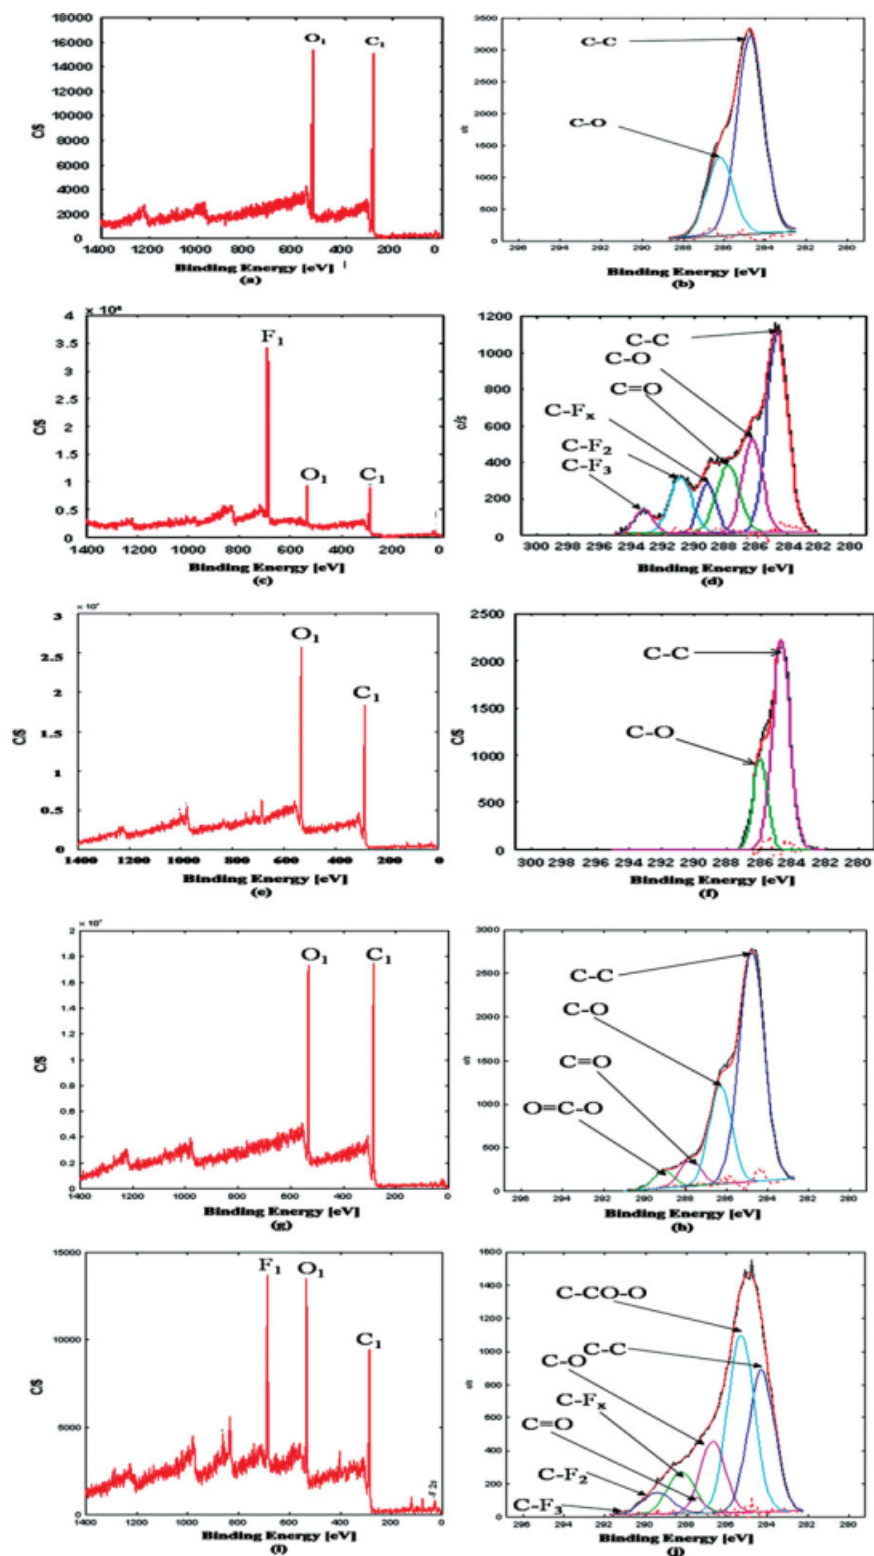 18000
16000
14000
12000
10000
8000
6000
4000
2000
0
1400 1200 1000 800 600 400 200 0
C/S
O₁ C₁
Binding Energy [eV]
(a)
3500
3000
2500
2000
1500
1000
500
0
296 294 292 290 288 286 284 282 280
c/s
C-C
C-O
Binding Energy [eV]
(b)
4
3.5
3
2.5
2
1.5
1
0.5
0
1400 1200 1000 800 600 400 200 0
C/S
F₁
O₁ C₁
Binding Energy [eV]
(c)
1200
1000
800
600
400
200
0
300 298 296 294 292 290 288 286 284 282 280
c/s
C-C
C-O
C=O
C-Fₓ
C-F₂
C-F₃
Binding Energy [eV]
(d)
3
2.5
2
1.5
1
0.5
0
1400 1200 1000 800 600 400 200 0
C/S
O₁
C₁
Binding Energy [eV]
(e)
2500
2000
1500
1000
500
0
300 298 296 294 292 290 288 286 284 282 280
C/S
C-C
C-O
Binding Energy [eV]
(f)
2
1.8
1.6
1.4
1.2
1
0.8
0.6
0.4
0.2
0
1400 1200 1000 800 600 400 200 0
C/S
O₁ C₁
Binding Energy [eV]
(g)
3000
2500
2000
1500
1000
500
0
296 294 292 290 288 286 284 282 280
c/s
C-C
C-O
C=O
O=C-O
Binding Energy [eV]
(h)
15000
10000
5000
0
1400 1200 1000 800 600 400 200 0
C/S
F₁ O₁
C₁
-F 2s
Binding Energy [eV]
(i)
1600
1400
1200
1000
800
600
400
200
0
296 294 292 290 288 286 284 282 280
c/s
C-CO-O
C-C
C-O
C-Fₓ
C=O
C-F₂
C-F₃
Binding Energy [eV]
(j)